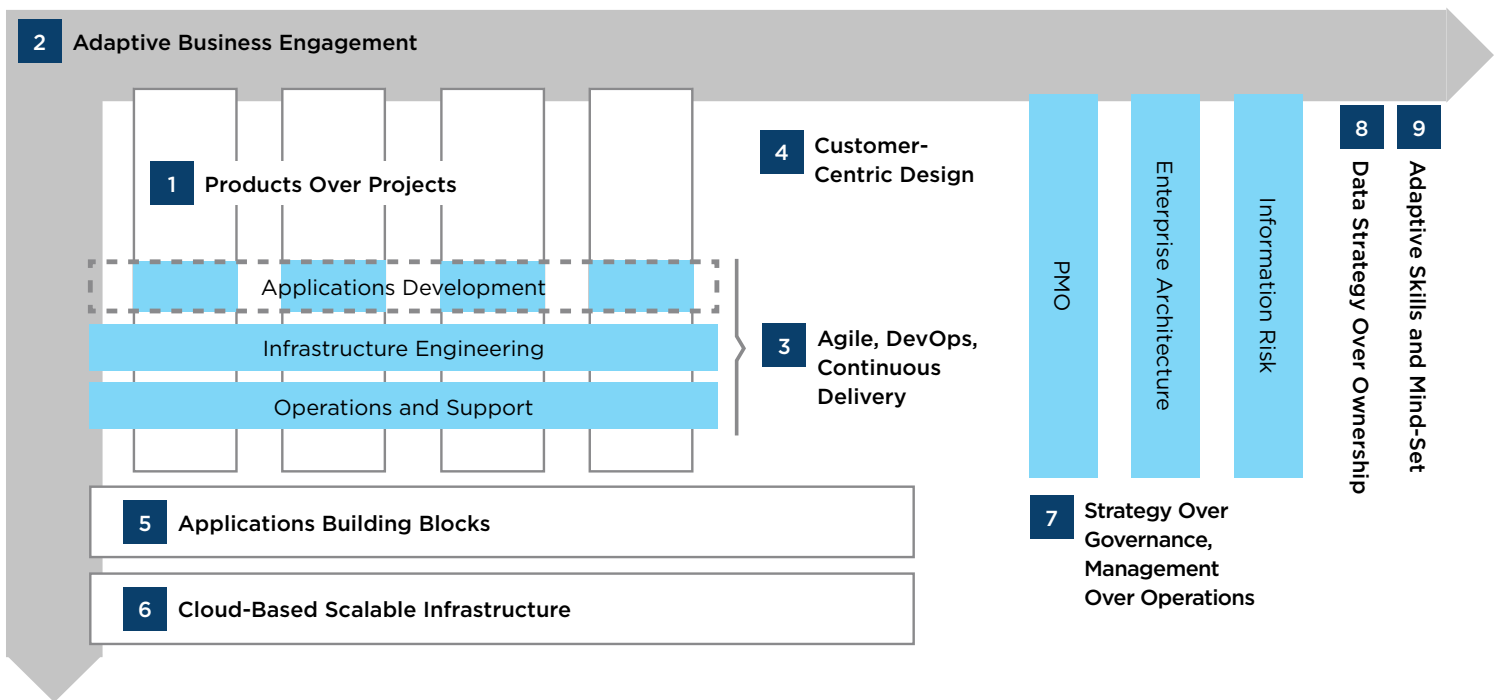 2 Adaptive Business Engagement
1 Products Over Projects
Applications Development
Infrastructure Engineering
Operations and Support
4 Customer-
Centric Design
3 Agile, DevOps,
Continuous
Delivery
5 Applications Building Blocks
6 Cloud-Based Scalable Infrastructure
PMO
Enterprise Architecture
Information Risk
7 Strategy Over
Governance,
Management
Over Operations
8 Data Strategy Over Ownership
9 Adaptive Skills and Mind-Set